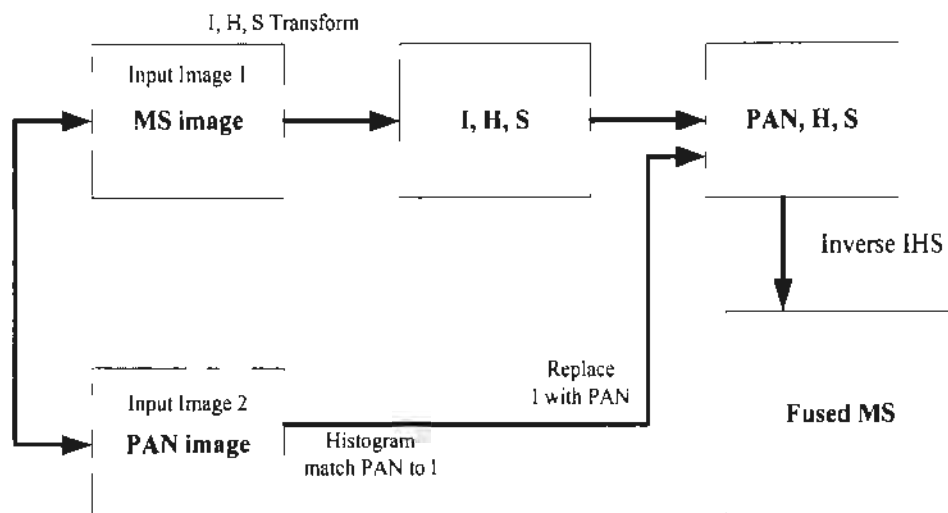 I, H, S Transform
Input Image 1
MS image
I, H, S
PAN, H, S
Inverse IHS
Replace
I with PAN
Input Image 2
PAN image
Histogram
match PAN to I
Fused MS